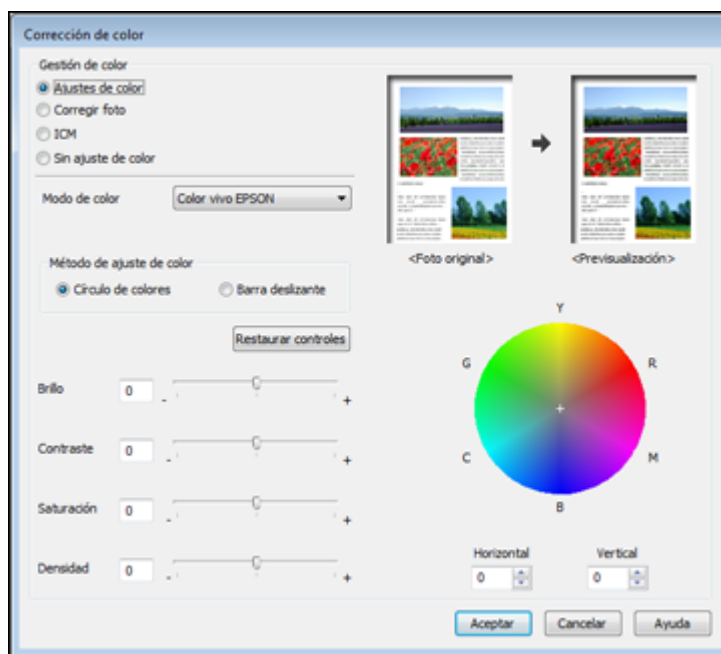 Corrección de color
Gestión de color
Ajustes de color
Corregir foto
ICM
Sin ajuste de color
Modo de color Color vivo EPSON
<Foto original> <Previsualización>
Método de ajuste de color
Círculo de colores Barra deslizante
Restaurar controles
Brillo 0 - +
Contraste 0 - +
Saturación 0 - +
Densidad 0 - +
Y
G R
C M
B
Horizontal Vertical
0 0
Aceptar Cancelar Ayuda